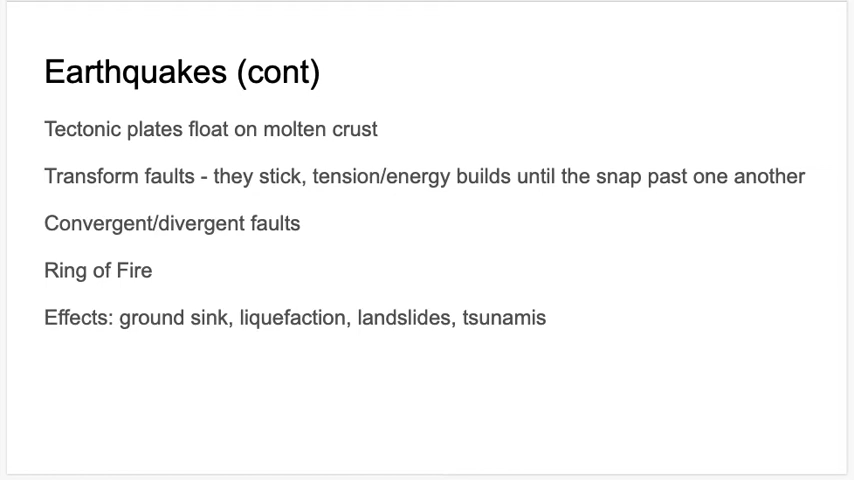 Earthquakes (cont)
Tectonic plates float on molten crust
Transform faults - they stick, tension/energy builds until the snap past one another
Convergent/divergent faults
Ring of Fire
Effects: ground sink, liquefaction, landslides, tsunamis